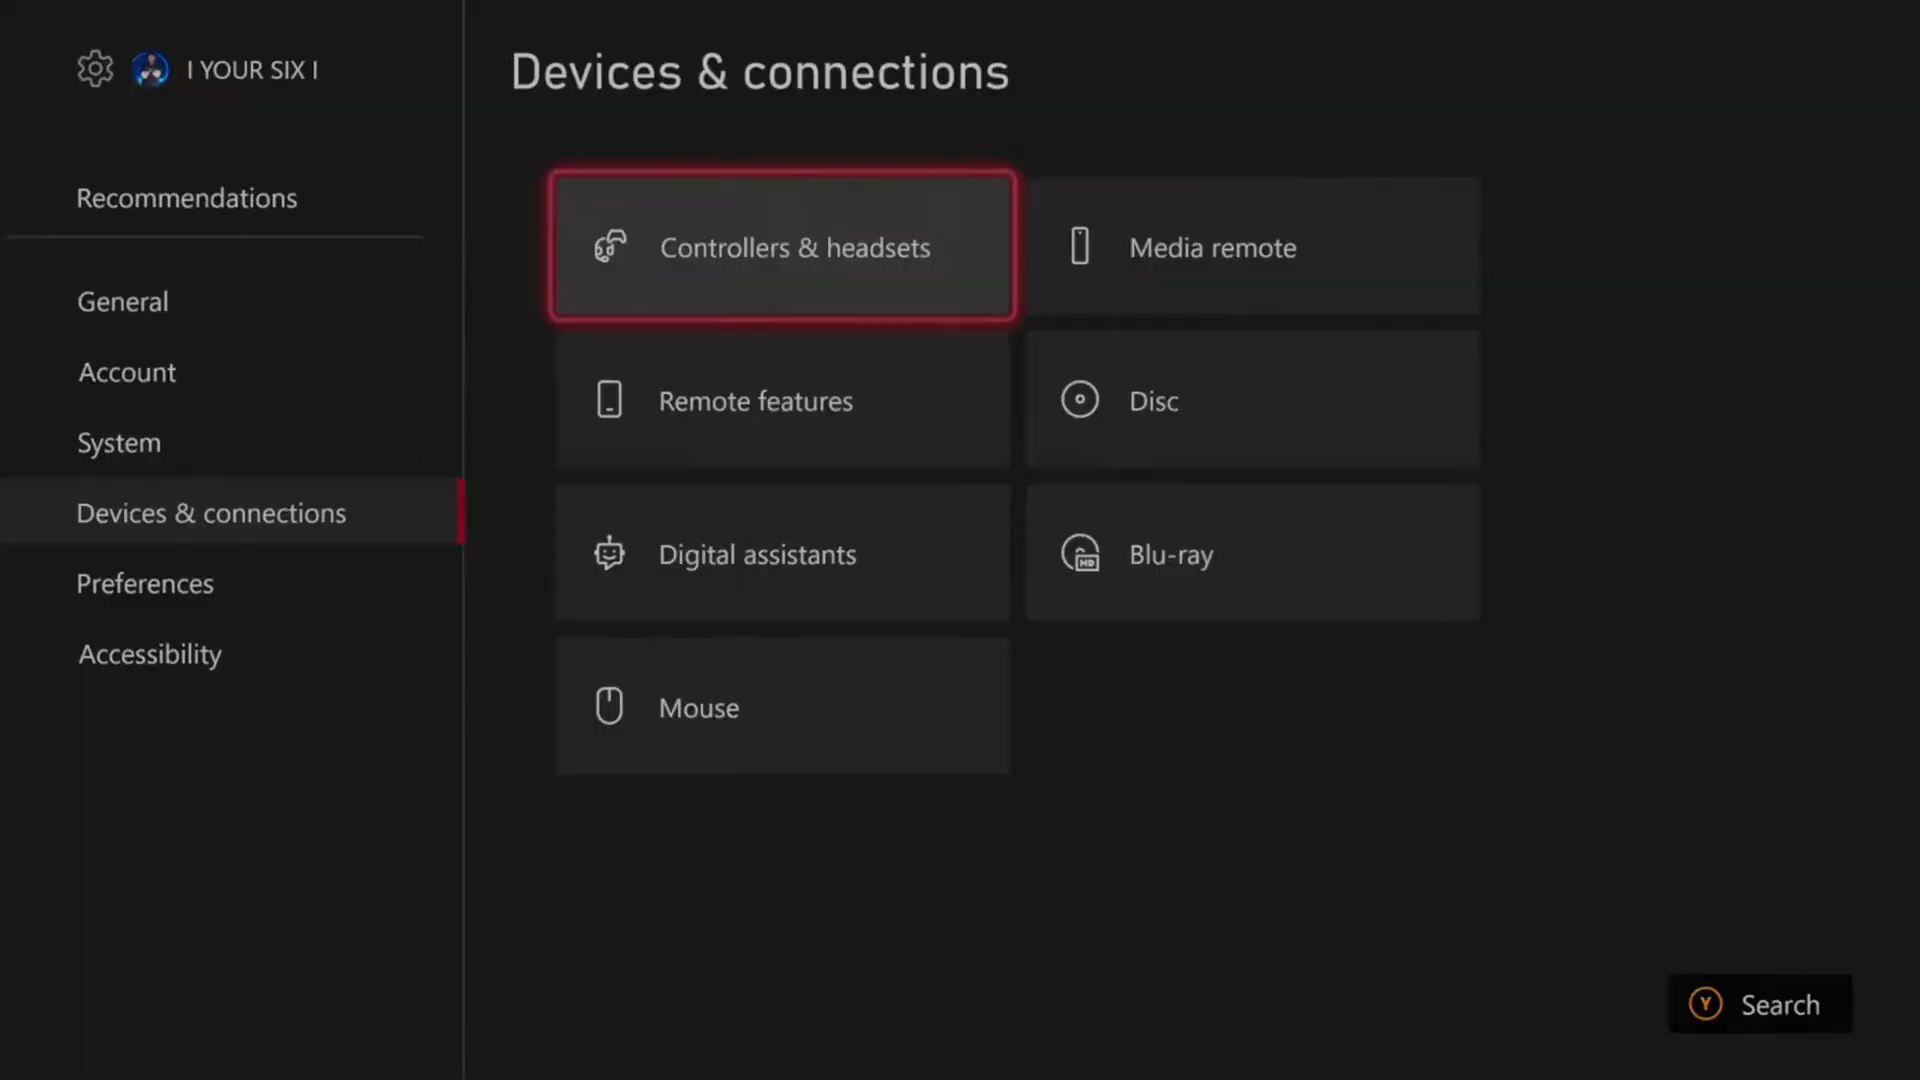 I YOUR SIX I
Devices & connections
Recommendations
General
Account
System
Devices & connections
Preferences
Accessibility
Controllers & headsets
Media remote
Remote features
Disc
Digital assistants
HD
Blu-ray
Mouse
Y Search